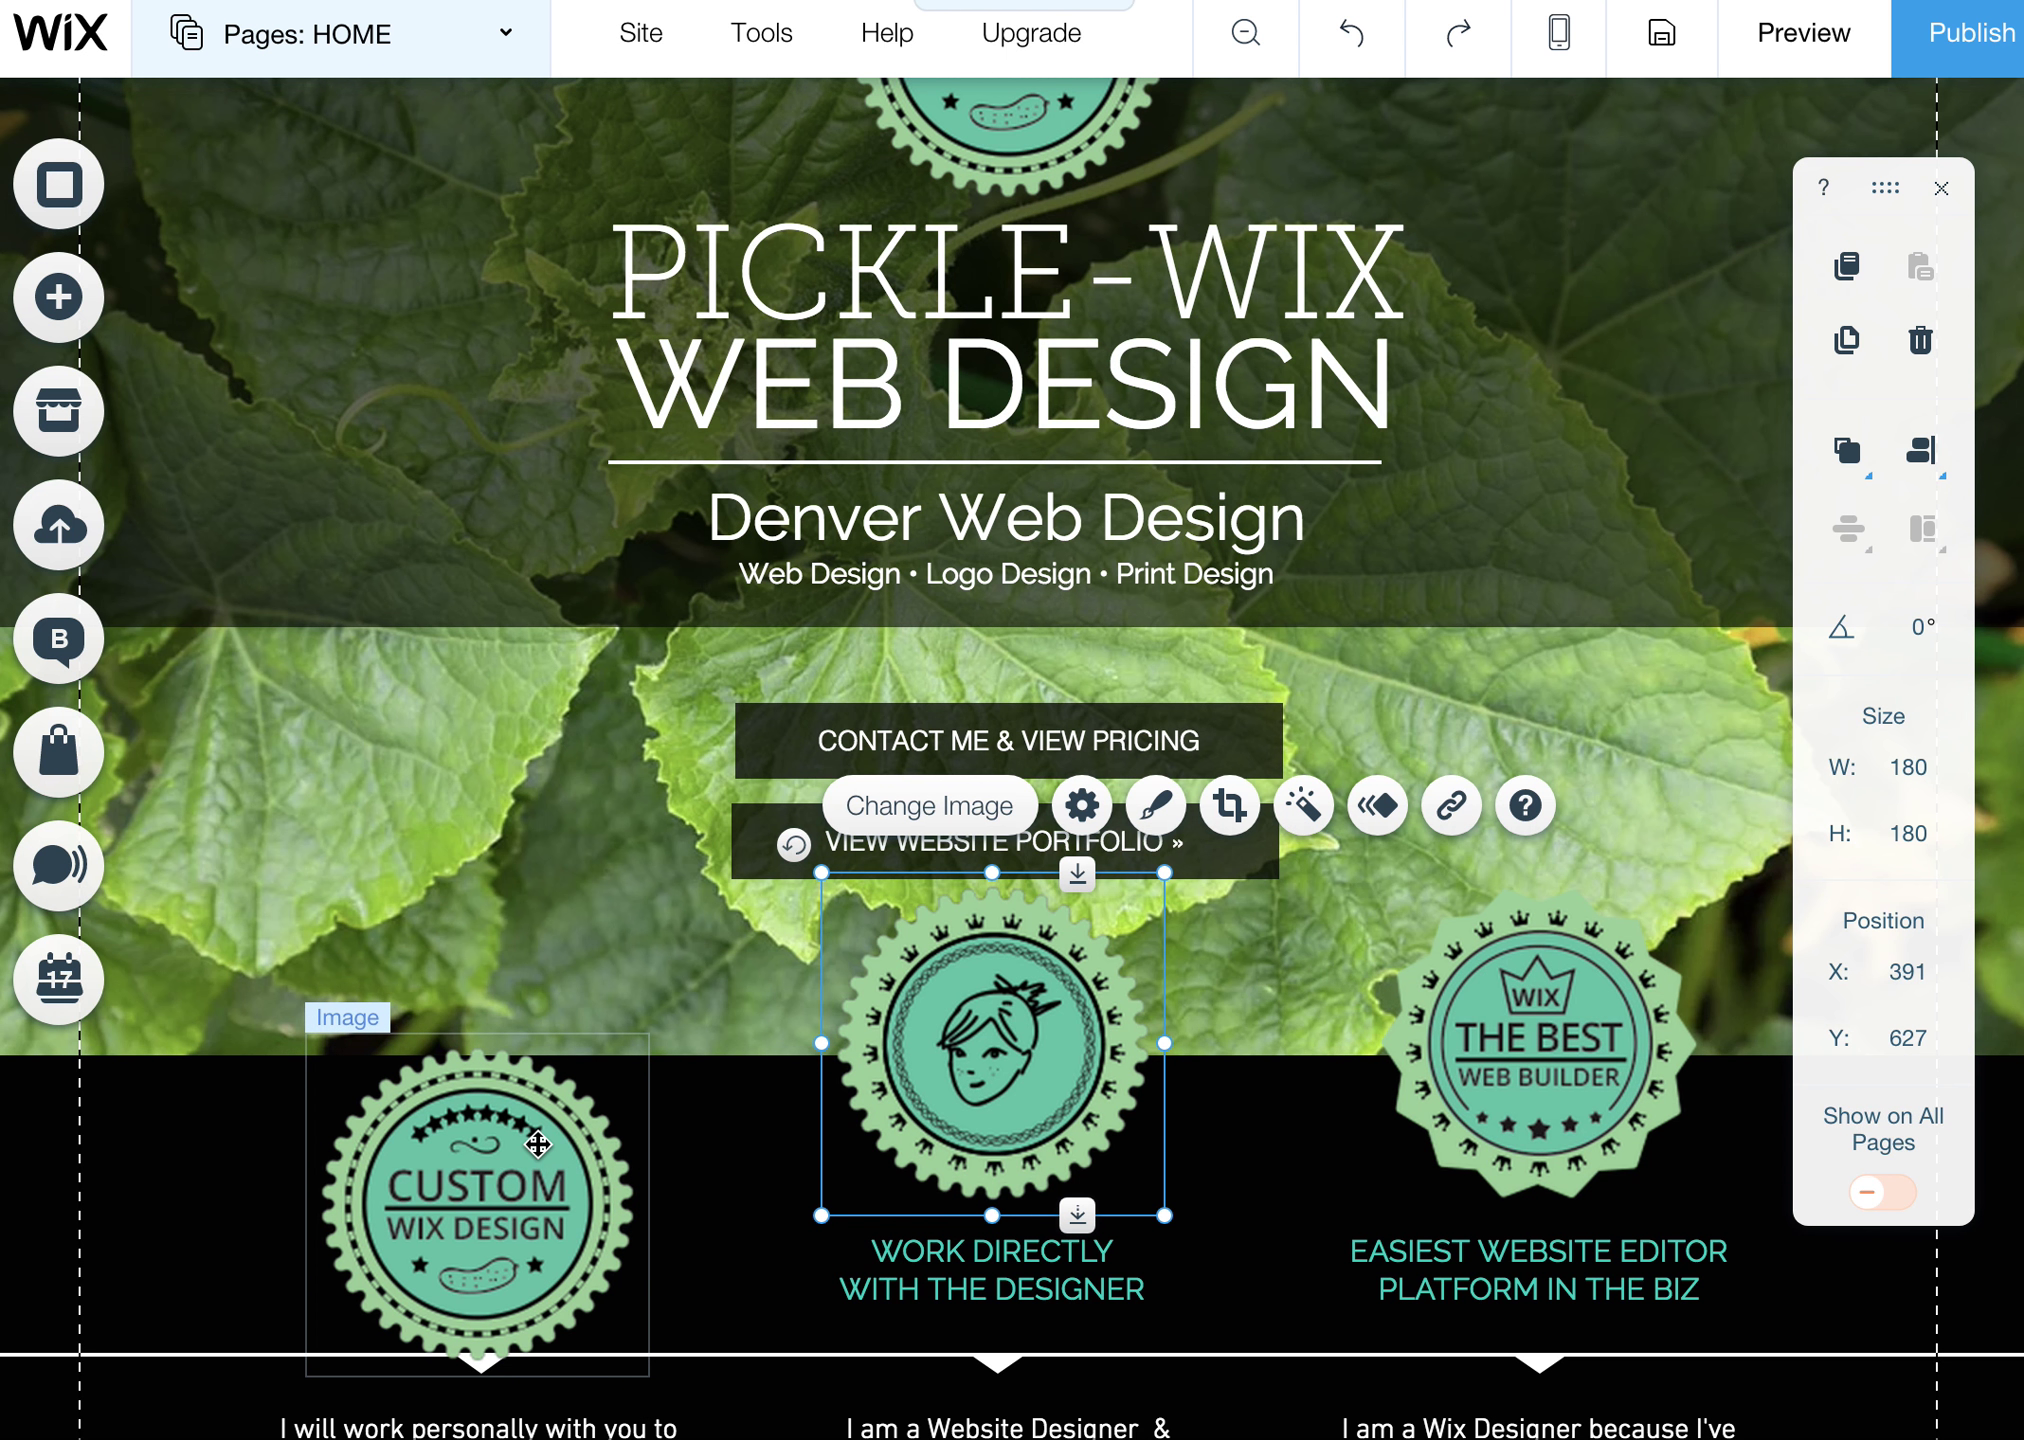 WiX
Pages: HOME
Site
Tools
Help
Upgrade
Preview
Publish
?
PICKLE-WIX
WEB DESIGN
Denver Web Design
Web Design • Logo Design • Print Design
0°
Size
W: 180
H: 180
Position
X: 391
Y: 627
Show on All
Pages
B
17
CONTACT ME & VIEW PRICING
Change Image
?
VIEW WEBSITE PORTFOLIO »
Image
CUSTOM
WIX DESIGN
WIX
THE BEST
WEB BUILDER
WORK DIRECTLY
WITH THE DESIGNER
EASIEST WEBSITE EDITOR
PLATFORM IN THE BIZ
I will work personally with you to
I am a Website Designer &
I am a Wix Designer because I've